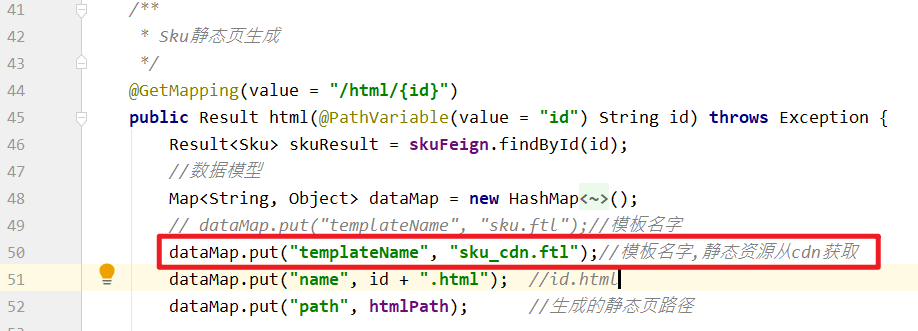 41 /**
42 * Sku静态页生成
43 */
44 @GetMapping(value = "/html/{id}")
45 public Result html(@PathVariable(value = "id") String id) throws Exception {
46 Result<Sku> skuResult = skuFeign.findById(id);
47 //数据模型
48 Map<String, Object> dataMap = new HashMap<~>();
49 // dataMap.put("templateName", "sku.ftl");//模板名字
50 dataMap.put("templateName", "sku_cdn.ftl");//模板名字,静态资源从cdn获取
51 dataMap.put("name", id + ".html"); //id.html
52 dataMap.put("path", htmlPath); //生成的静态页路径